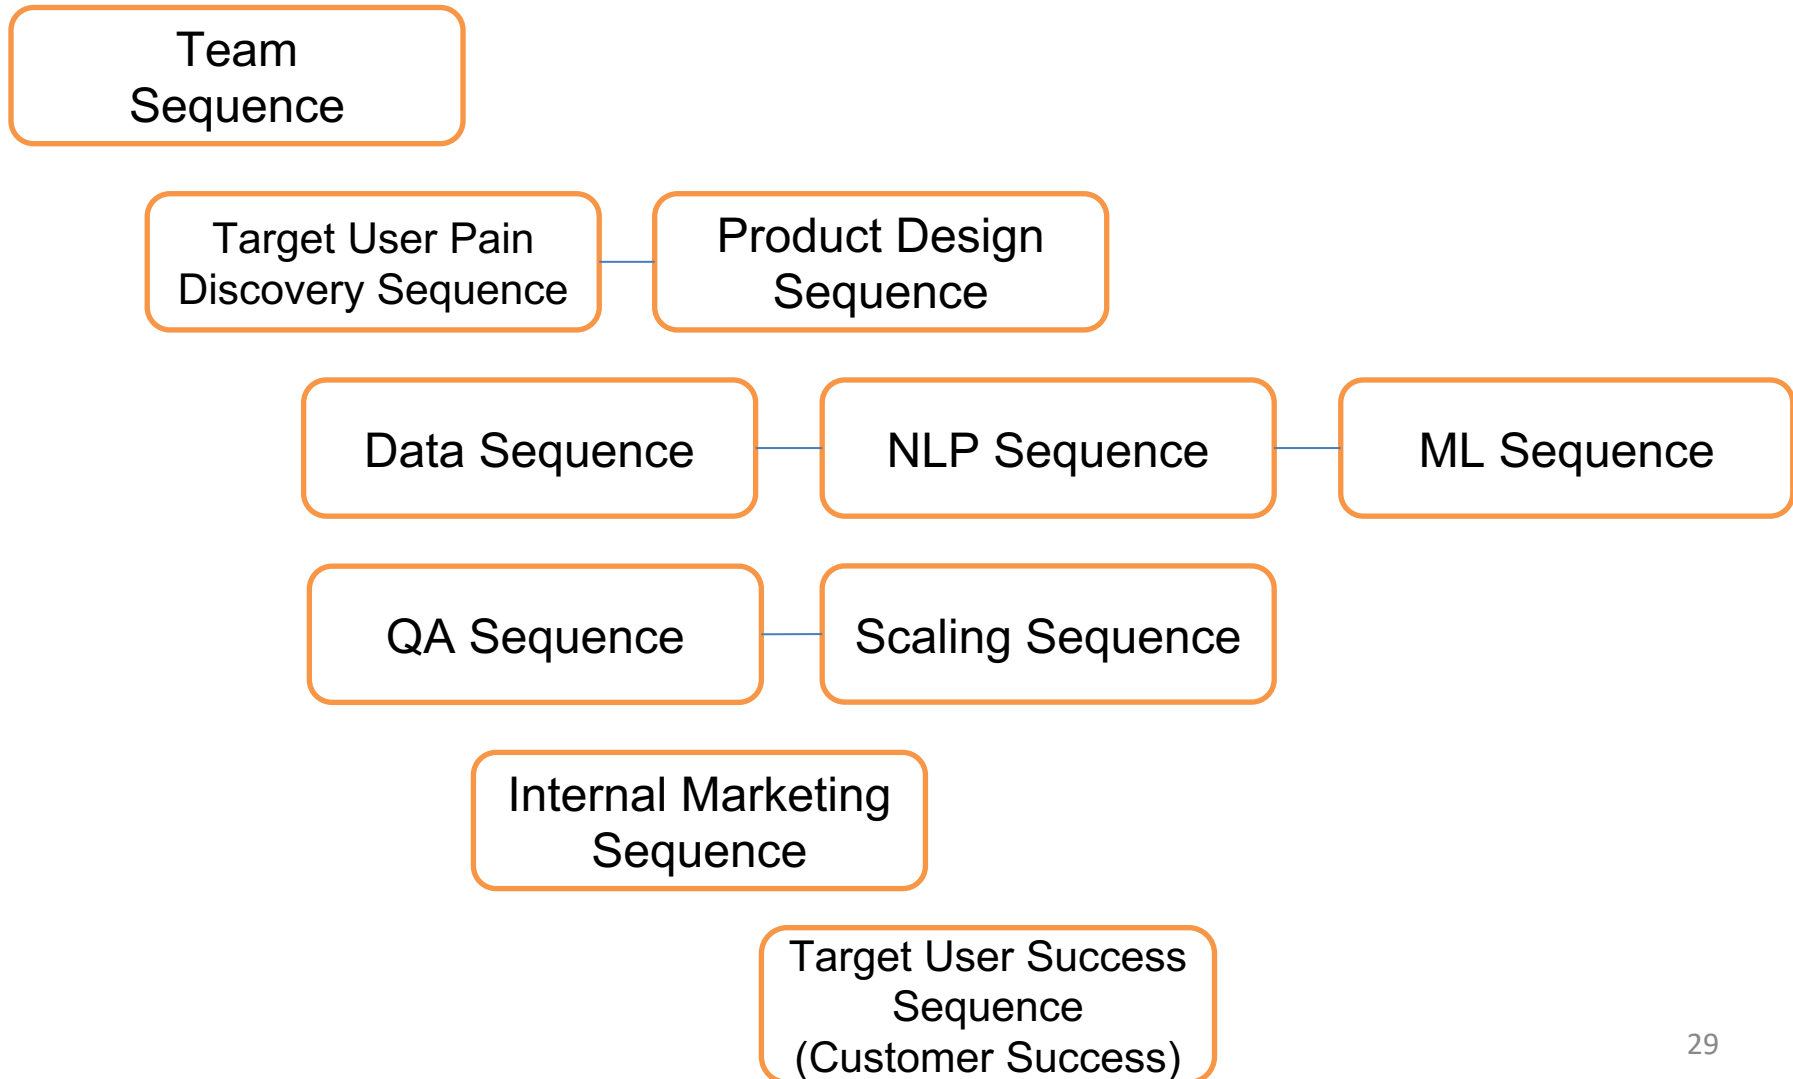 Team
Sequence
Target User Pain
Discovery Sequence
Product Design
Sequence
Data Sequence
NLP Sequence
ML Sequence
QA Sequence
Scaling Sequence
Internal Marketing
Sequence
Target User Success
Sequence
(Customer Success)
29